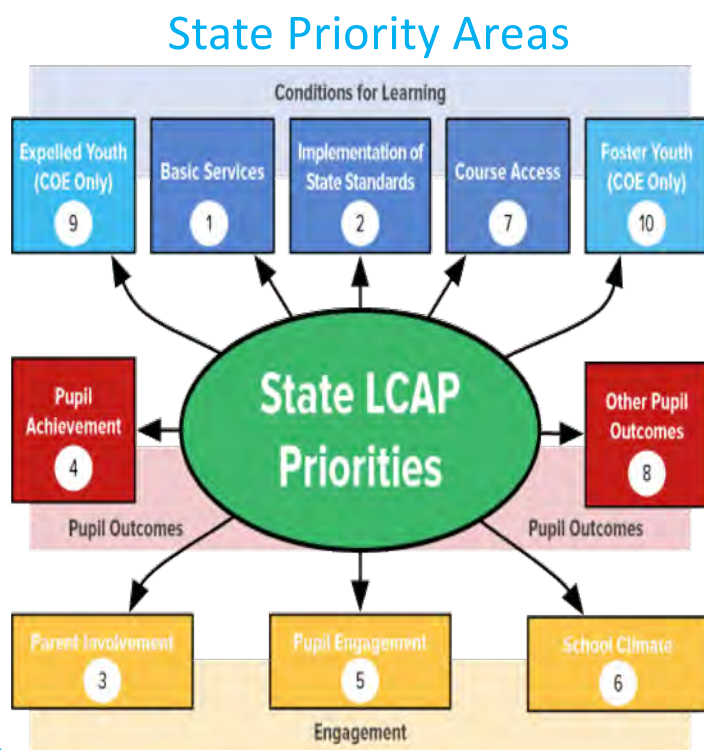 State Priority Areas
Conditions for Learning
Expelled Youth
(COE Only)
9
Basic Services
1
Implementation of
State Standards
2
Course Access
7
Foster Youth
(COE Only)
10
State LCAP
Priorities
Pupil
Achievement
4
Other Pupil
Outcomes
8
Pupil Outcomes
Pupil Outcomes
Parent Involvement
3
Pupil Engagement
5
School Climate
6
Engagement